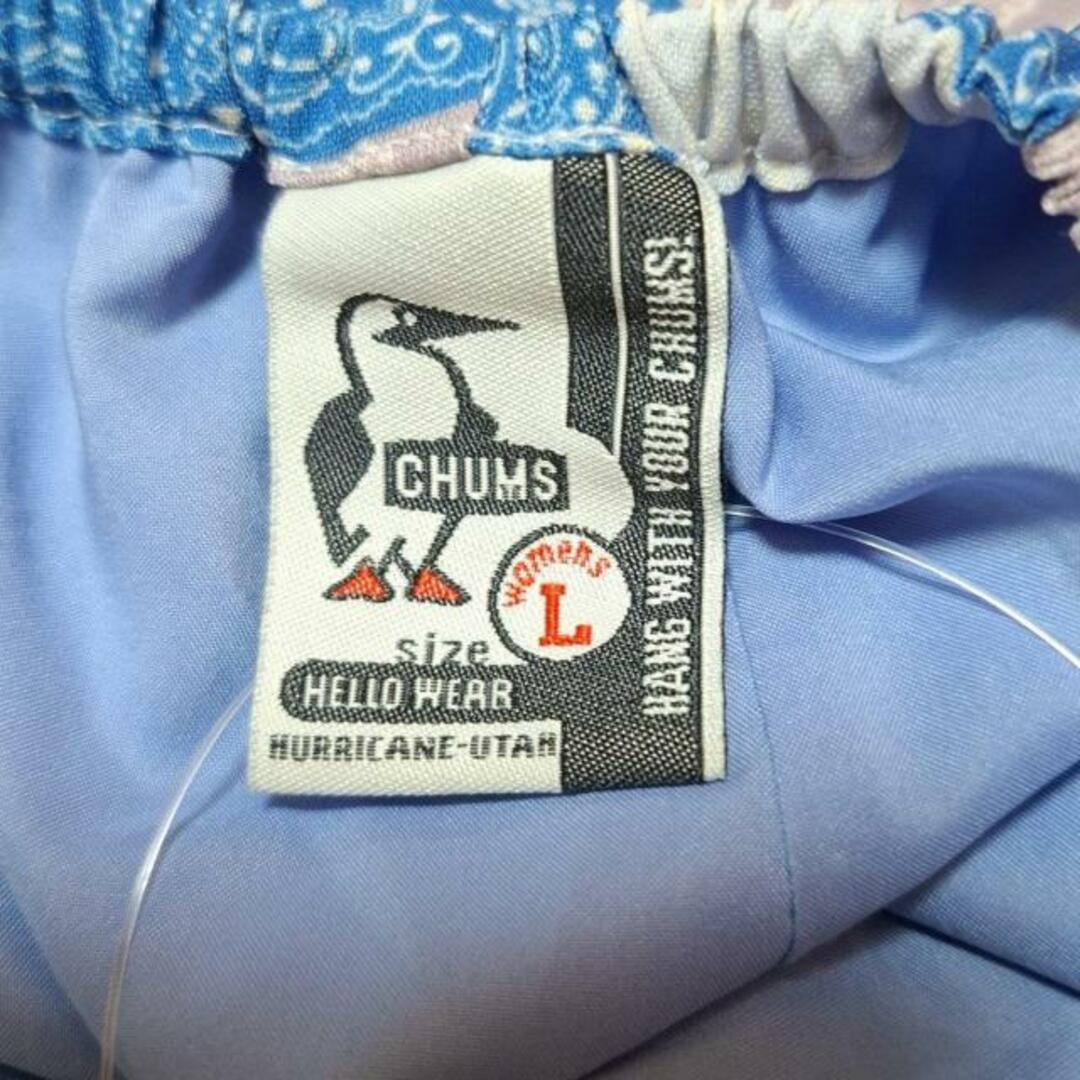 CHUMS
womens
L
size
HELLO WEAR
HURRICANE-UTAH
HANG WITH YOUR CHUMS!